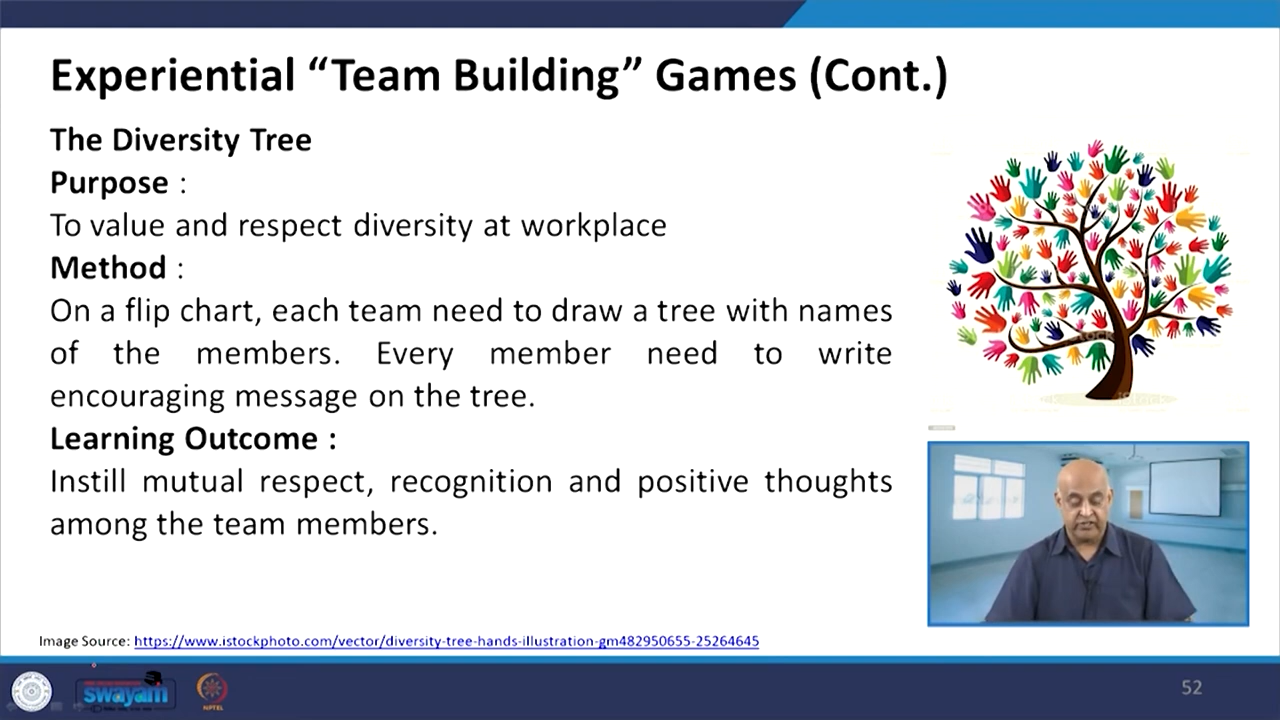 Experiential “Team Building” Games (Cont.)
The Diversity Tree
Purpose :
To value and respect diversity at workplace
Method :
On a flip chart, each team need to draw a tree with names
of the members. Every member need to write
encouraging message on the tree.
Learning Outcome :
Instill mutual respect, recognition and positive thoughts
among the team members.
Image Source: https://www.istockphoto.com/vector/diversity-tree-hands-illustration-gm482950655-25264645
swayam
NPTEL
52